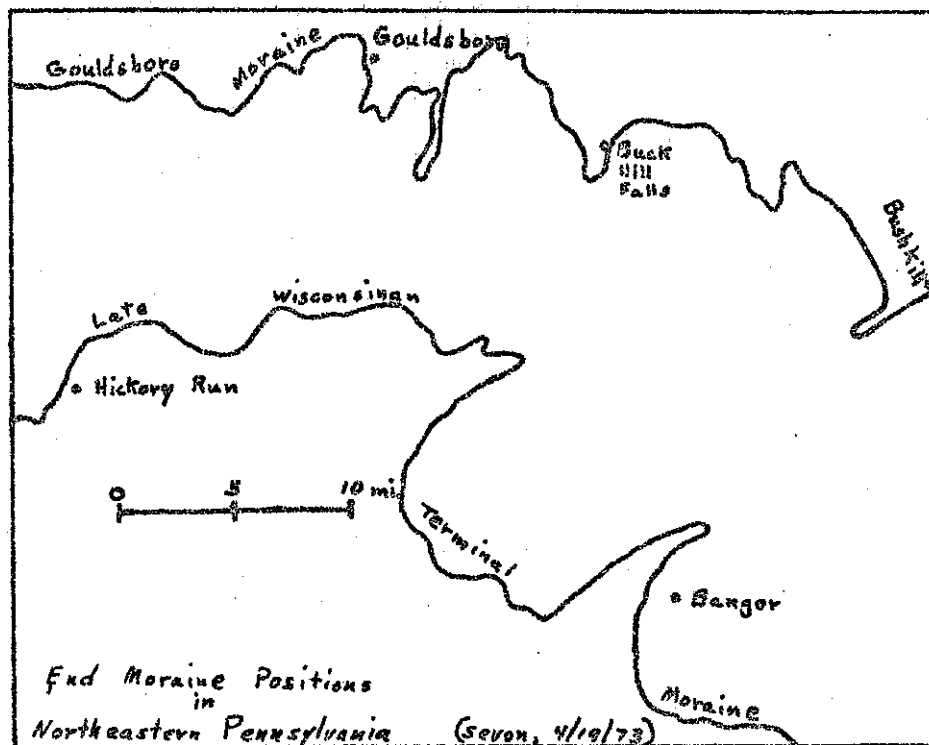 Gouldsboro Moraine
Gouldsboro
Buck
Hill
Falls
Bushkill
Late Wisconsinan
Hickory Run
0 5 10 mi.
Terminal
Bangor
Moraine
End Moraine Positions
in
Northeastern Pennsylvania (sevon, 4/19/73)